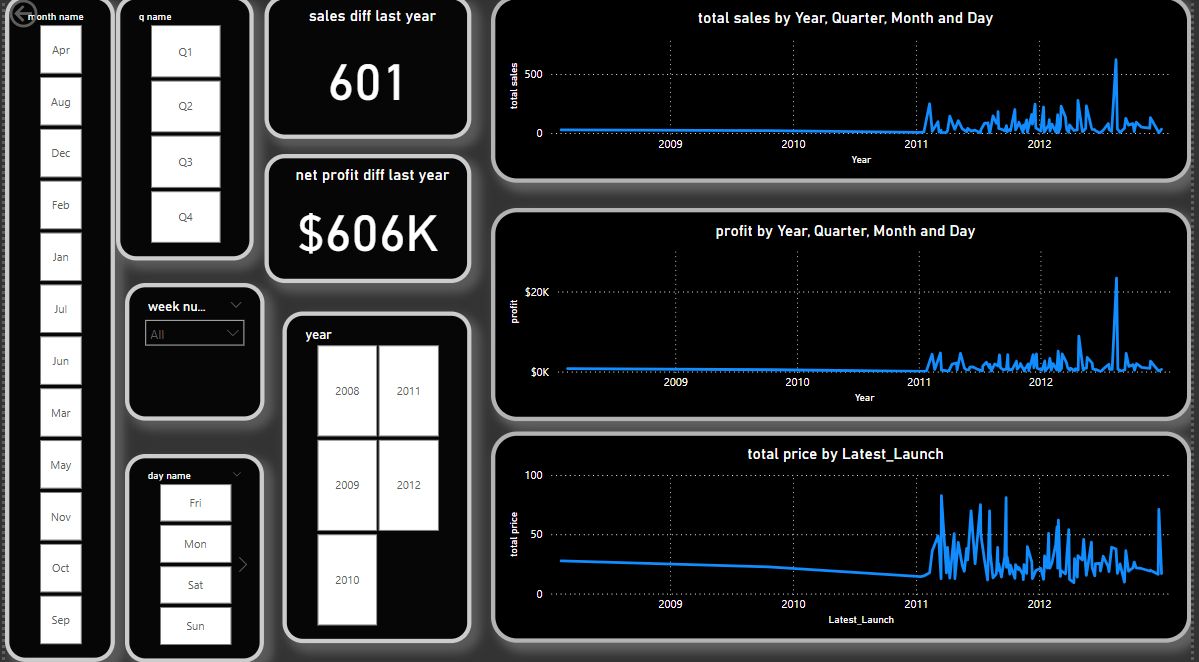 month name
Apr
Aug
Dec
Feb
Jan
Jul
Jun
Mar
May
Nov
Oct
Sep
q name
Q1
Q2
Q3
Q4
week nu...
All
day name
Fri
Mon
Sat
Sun
sales diff last year
601
net profit diff last year
$606K
year
2008
2011
2009
2012
2010
total sales by Year, Quarter, Month and Day
total sales
500
0
2009
2010
2011
2012
Year
profit by Year, Quarter, Month and Day
profit
$20K
$0K
2009
2010
2011
2012
Year
total price by Latest_Launch
total price
100
50
0
2009
2010
2011
2012
Latest_Launch